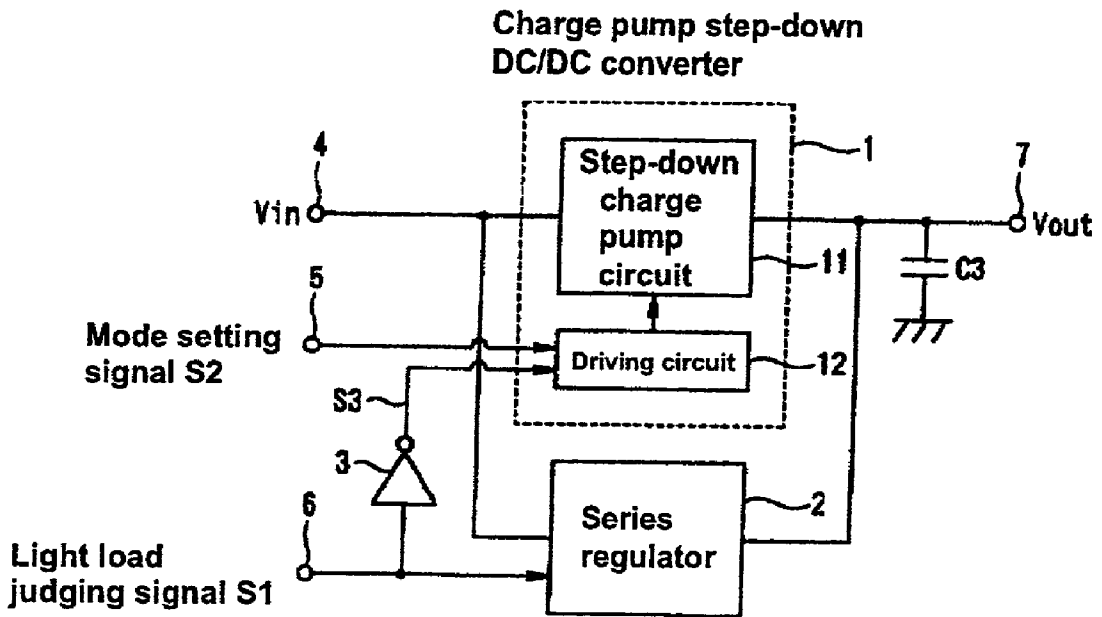 Charge pump step-down
DC/DC converter
4
1
7
Step-down
charge
pump
circuit
Vin
Vout
11
C3
5
Mode setting
signal S2
Driving circuit
12
S3
3
6
2
Series
regulator
Light load
judging signal S1